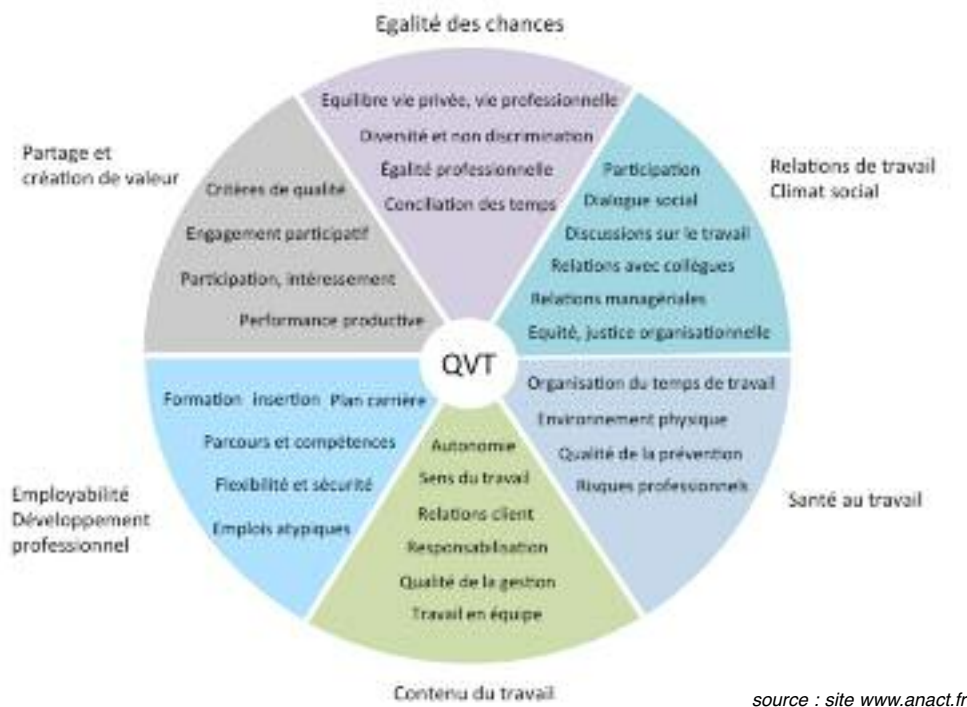 Egalité des chances
Equilibre vie privée, vie professionnelle
Diversité et non discrimination
Égalité professionnelle
Conciliation des temps
Relations de travail
Climat social
Participation
Dialogue social
Discussions sur le travail
Relations avec collègues
Relations managériales
Equité, justice organisationnelle
Santé au travail
Organisation du temps de travail
Environnement physique
Qualité de la prévention
Risques professionnels
Contenu du travail
Autonomie
Sens du travail
Relations client
Responsabilisation
Qualité de la gestion
Travail en équipe
Employabilité
Développement
professionnel
Formation insertion Plan carrière
Parcours et compétences
Flexibilité et sécurité
Emplois atypiques
Partage et
création de valeur
Critères de qualité
Engagement participatif
Participation, intéressement
Performance productive
QVT
source : site www.anact.fr